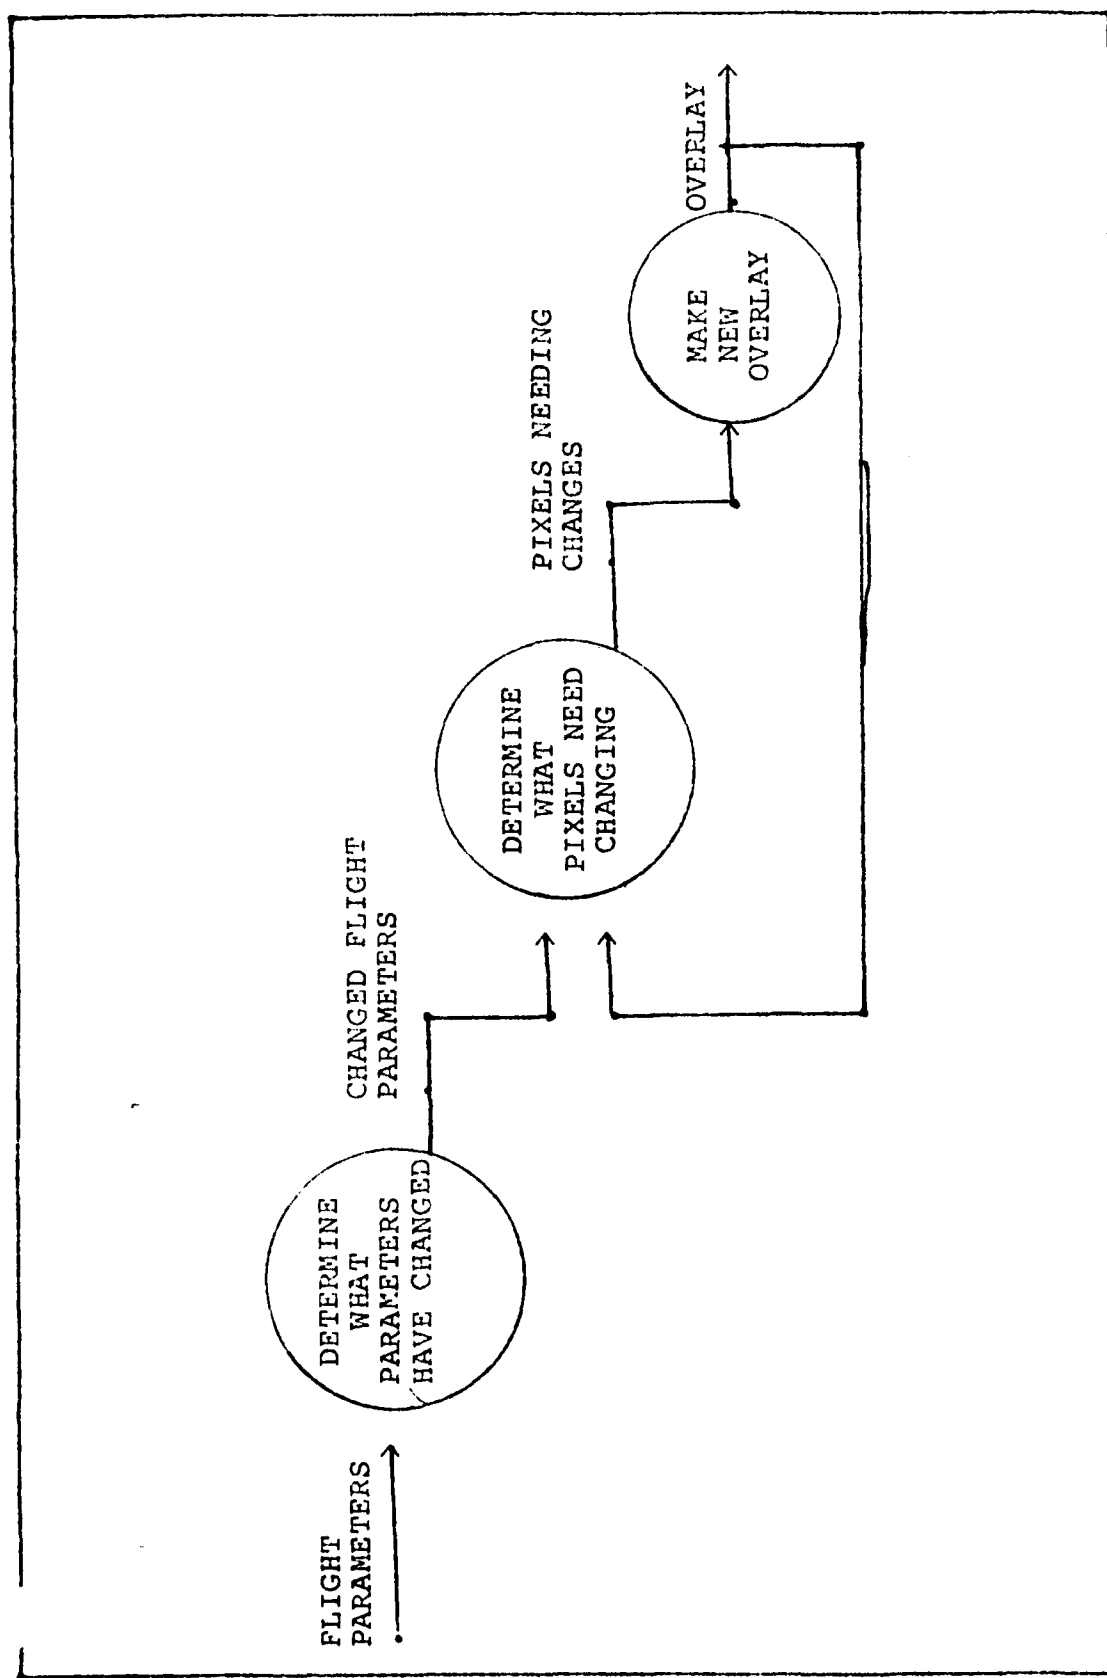 FLIGHT
PARAMETERS
DETERMINE
WHAT
PARAMETERS
HAVE CHANGED
CHANGED FLIGHT
PARAMETERS
DETERMINE
WHAT
PIXELS NEED
CHANGING
PIXELS NEEDING
CHANGES
MAKE
NEW
OVERLAY
OVERLAY